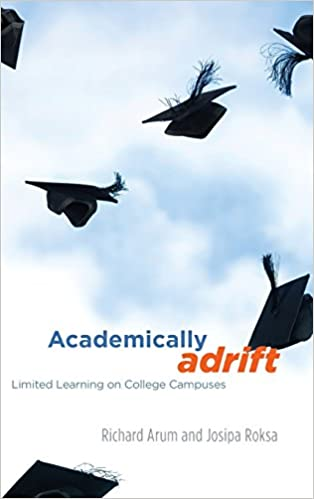 Academically
adrift
Limited Learning on College Campuses
Richard Arum and Josipa Roksa